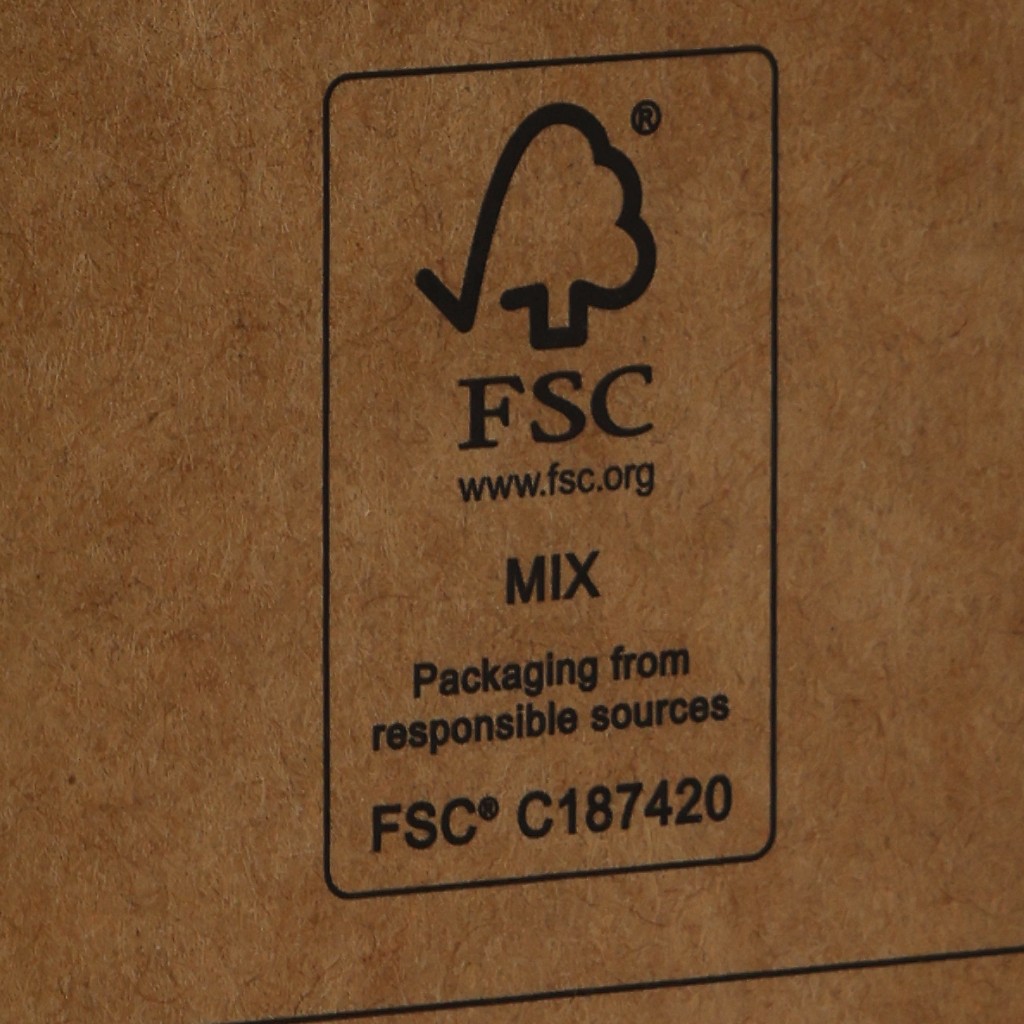 ®
FSC
www.fsc.org
MIX
Packaging from
responsible sources
FSC® C187420